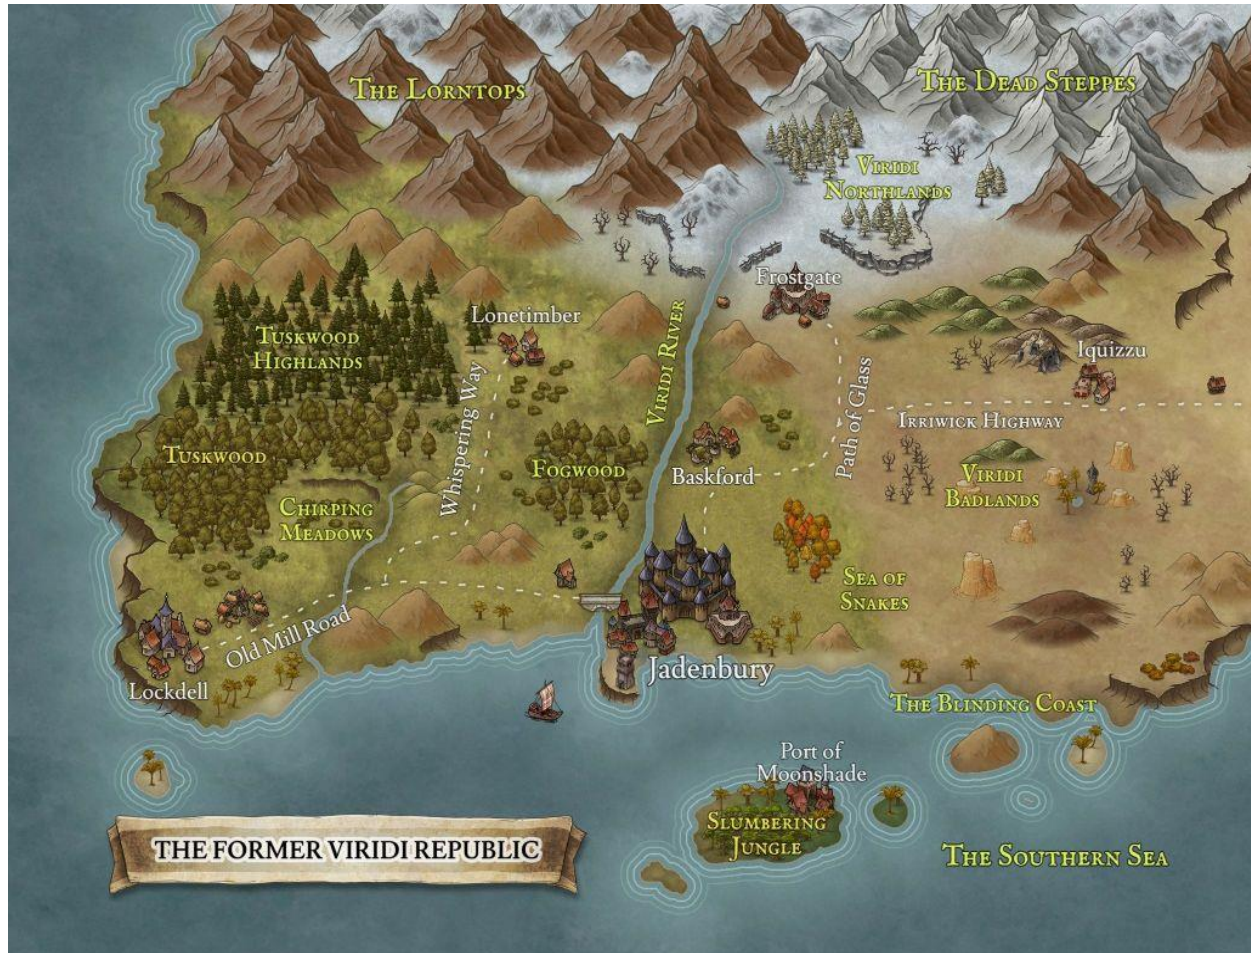 The Lorntops
The Dead Steppes
Viridi
Northlands
Frostgate
Lonetimber
Tuskwood
Highlands
Viridi River
Iquizzu
Whispering Way
Path of Glass
Irriwick Highway
Tuskwood
Fogwood
Baskford
Viridi
Badlands
Chirping
Meadows
Sea of
Snakes
Old Mill Road
Lockdell
Jadenbury
The Blinding Coast
Port of
Moonshade
Slumbering
Jungle
THE FORMER VIRIDI REPUBLIC
The Southern Sea